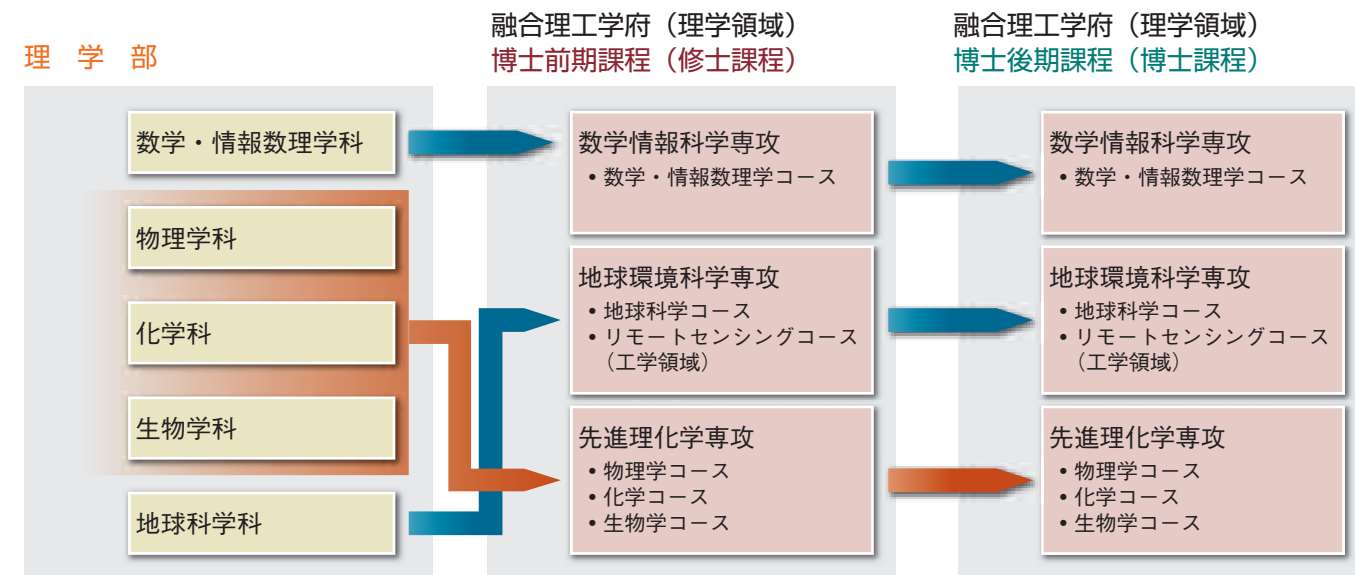 理学部
数学・情報数理学科
物理学科
化学科
生物学科
地球科学科
融合理工学府（理学領域）
博士前期課程（修士課程）
数学情報科学専攻
・数学・情報数理学コース
地球環境科学専攻
・地球科学コース
・リモートセンシングコース
（工学領域）
先進理化学専攻
・物理学コース
・化学コース
・生物学コース
融合理工学府（理学領域）
博士後期課程（博士課程）
数学情報科学専攻
・数学・情報数理学コース
地球環境科学専攻
・地球科学コース
・リモートセンシングコース
（工学領域）
先進理化学専攻
・物理学コース
・化学コース
・生物学コース